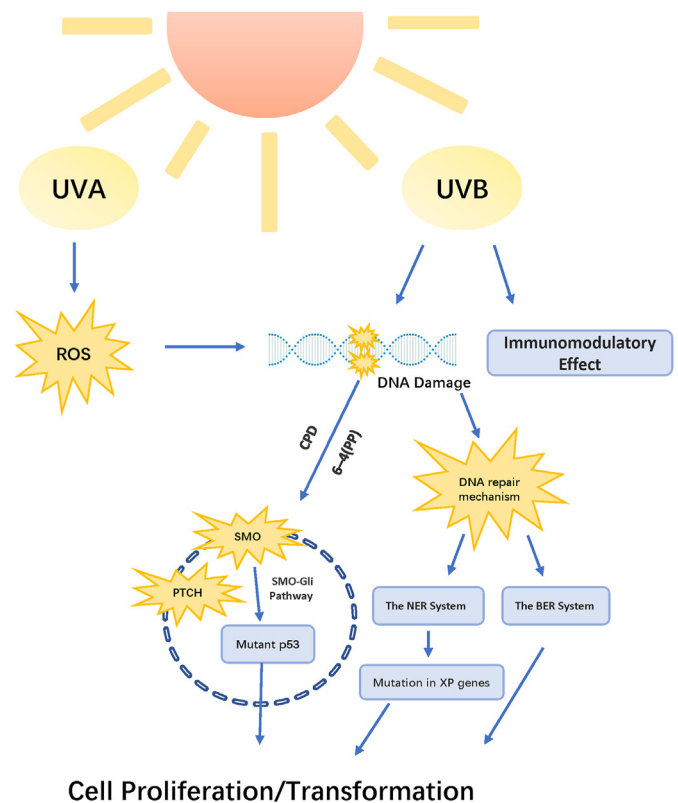 UVA
UVB
ROS
Immunomodulatory
Effect
DNA Damage
CPD
6–4(PP)
DNA repair
mechanism
SMO
PTCH
SMO-Gli
Pathway
Mutant p53
The NER System
The BER System
Mutation in XP genes
Cell Proliferation/Transformation